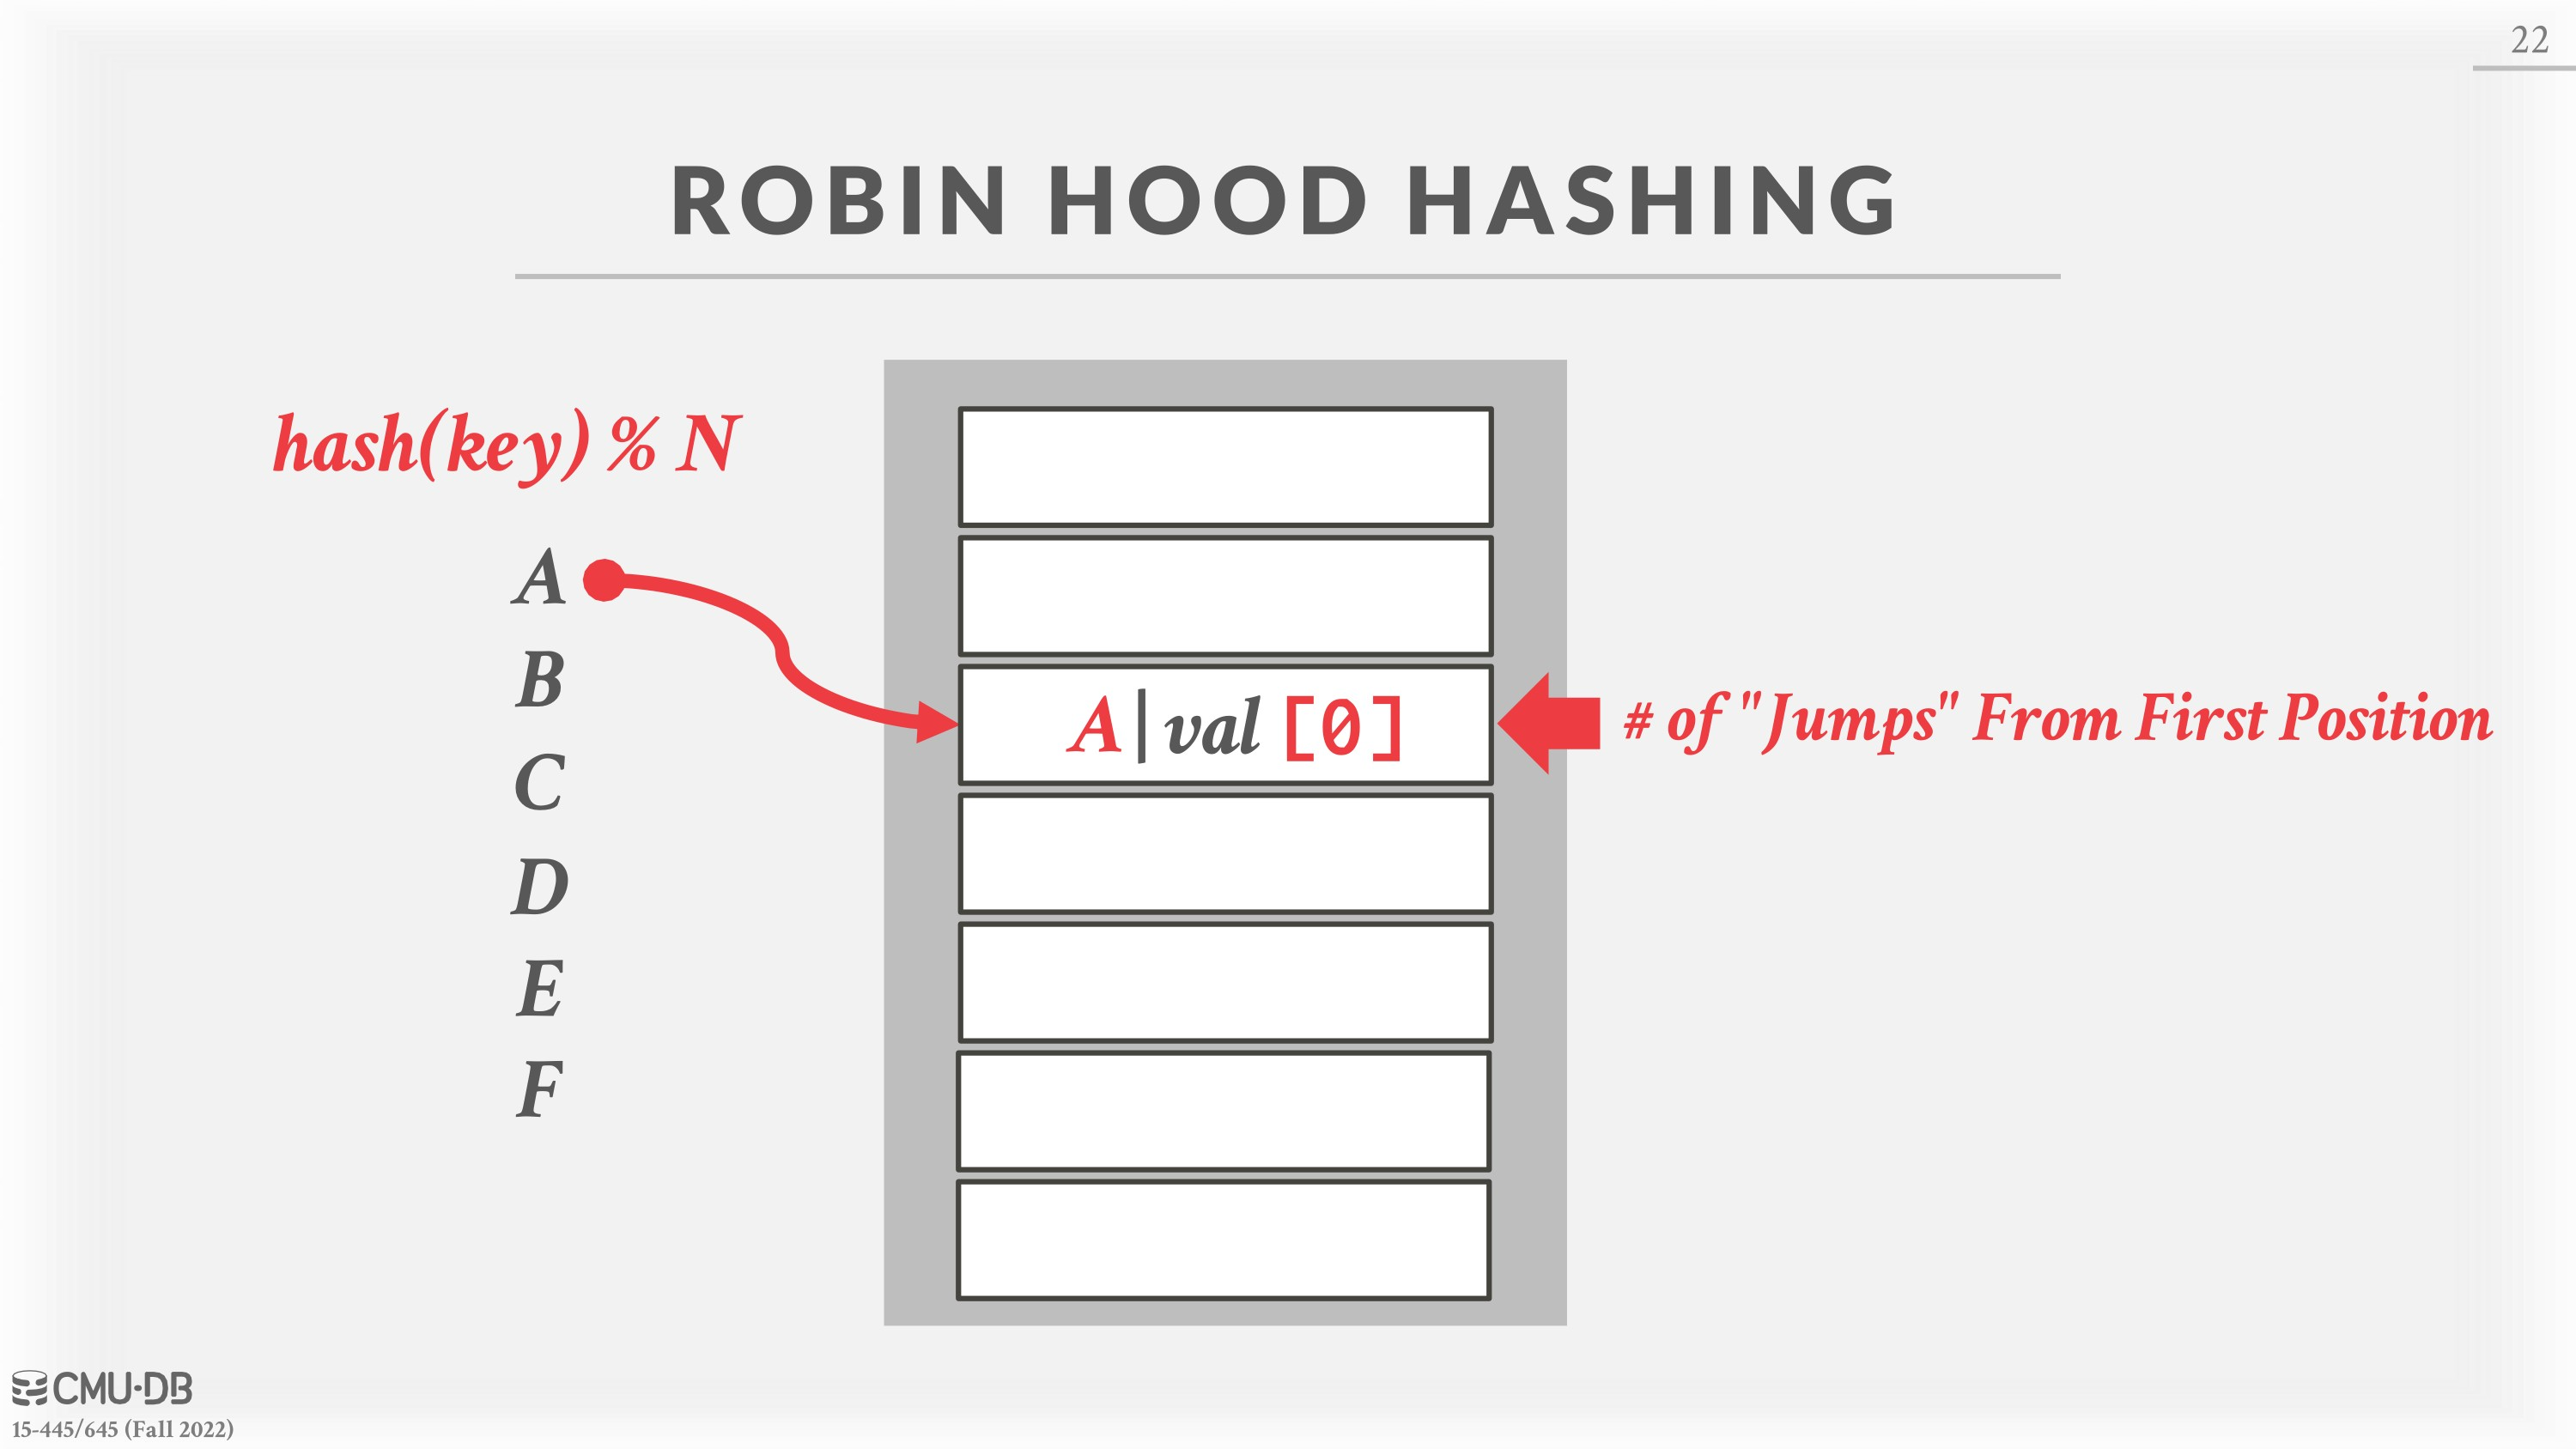 22
ROBIN HOOD HASHING
hash(key) % N
A
B
C
D
E
F
A|val [0]
# of "Jumps" From First Position
CMU·DB
15-445/645 (Fall 2022)